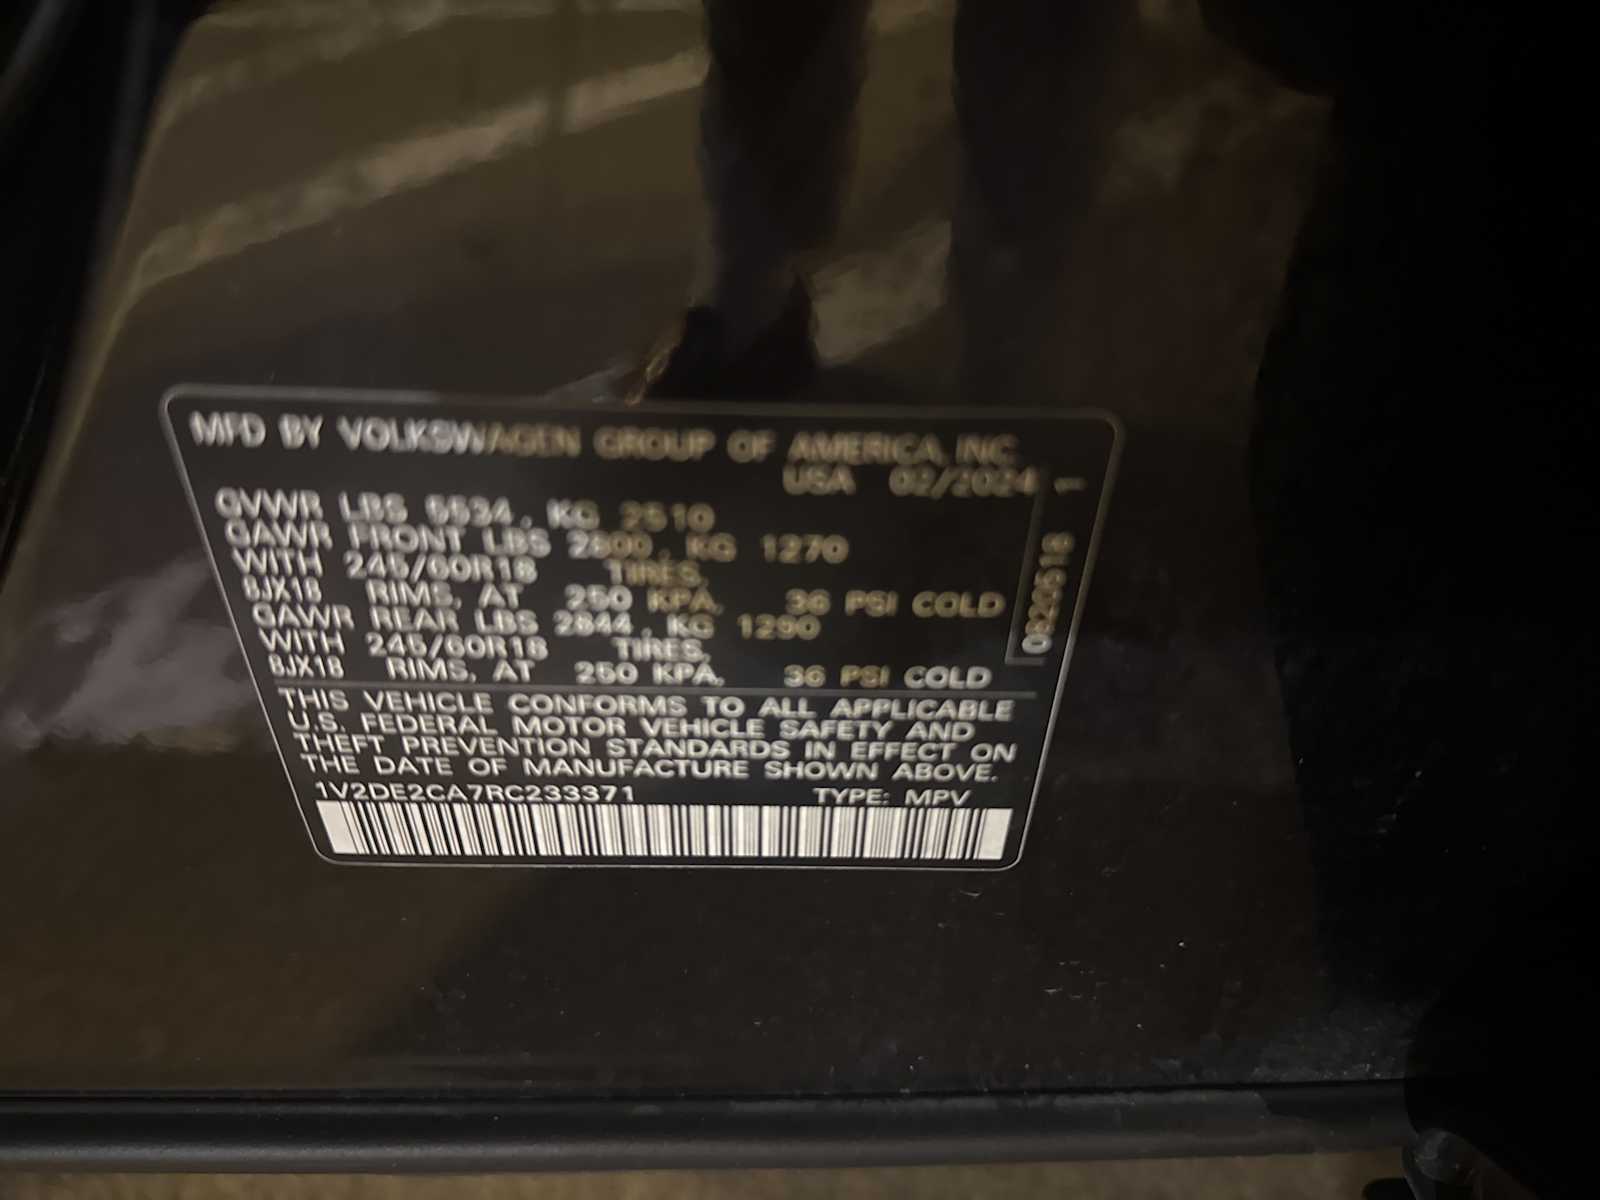 MFD BY VOLKSWAGEN GROUP OF AMERICA, INC.
USA 02/2024 1
GVWR LBS 5534, KG 2510
GAWR FRONT LBS 2800, KG 1270
WITH 245/60R18 TIRES,
8JX18 RIMS, AT 250 KPA, 36 PSI COLD
GAWR REAR LBS 2844, KG 1290
WITH 245/60R18 TIRES,
8JX18 RIMS, AT 250 KPA, 36 PSI COLD
THIS VEHICLE CONFORMS TO ALL APPLICABLE
U.S. FEDERAL MOTOR VEHICLE SAFETY AND
THEFT PREVENTION STANDARDS IN EFFECT ON
THE DATE OF MANUFACTURE SHOWN ABOVE.
1V2DE2CA7RC233371 TYPE: MPV